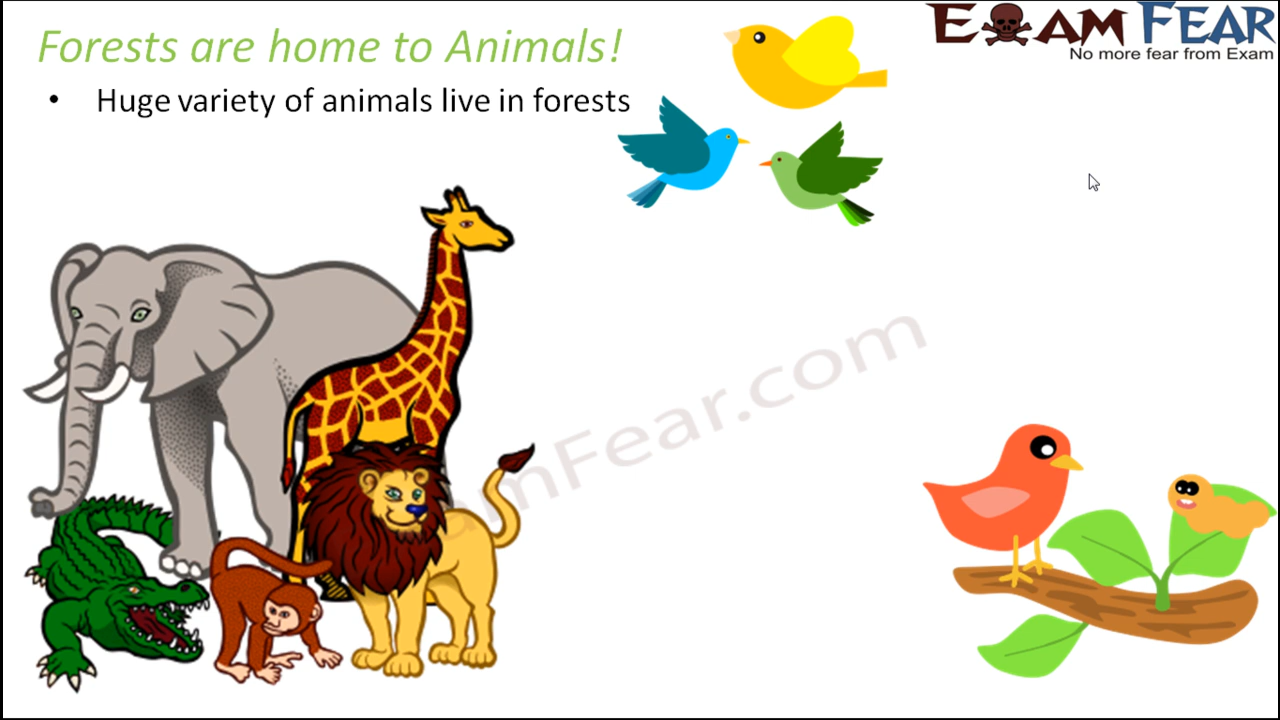 Forests are home to Animals!
• Huge variety of animals live in forests
EXAM FEAR
No more fear from Exam
amFear.com